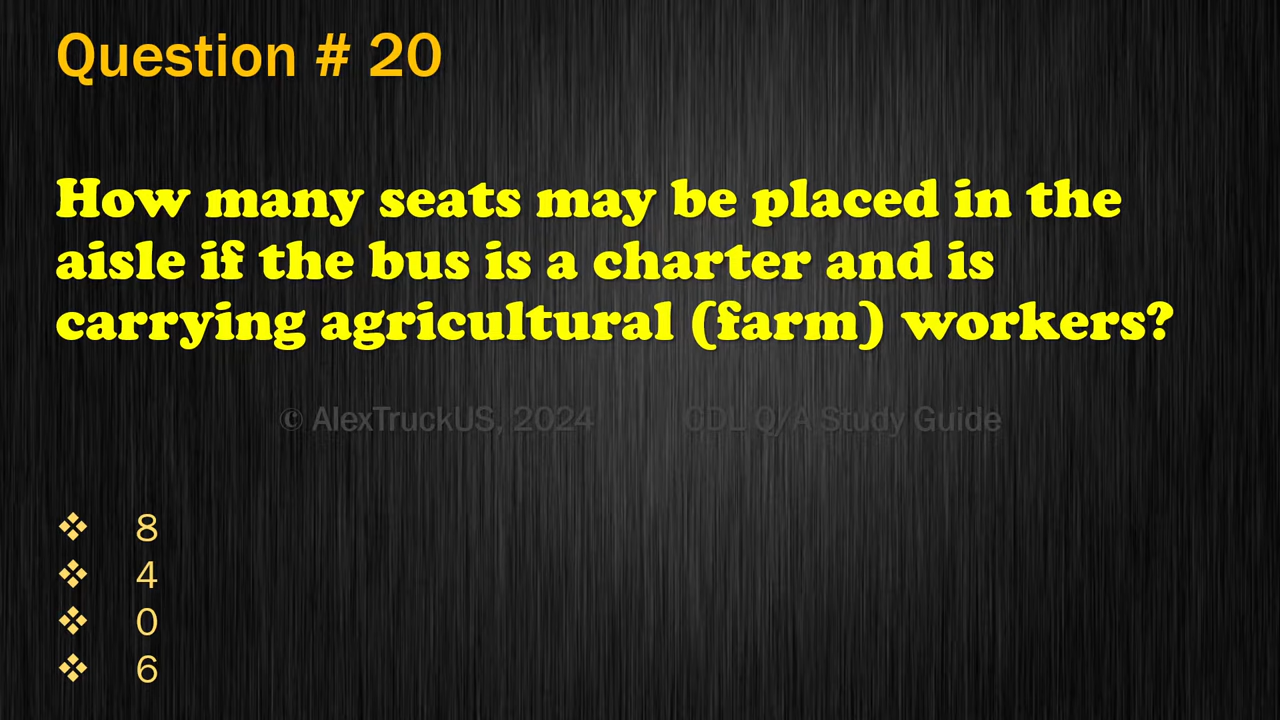 Question # 20
How many seats may be placed in the
aisle if the bus is a charter and is
carrying agricultural (farm) workers?
© AlexTruckUS, 2024 CDL Q/A Study Guide
❖ 8
❖ 4
❖ 0
❖ 6